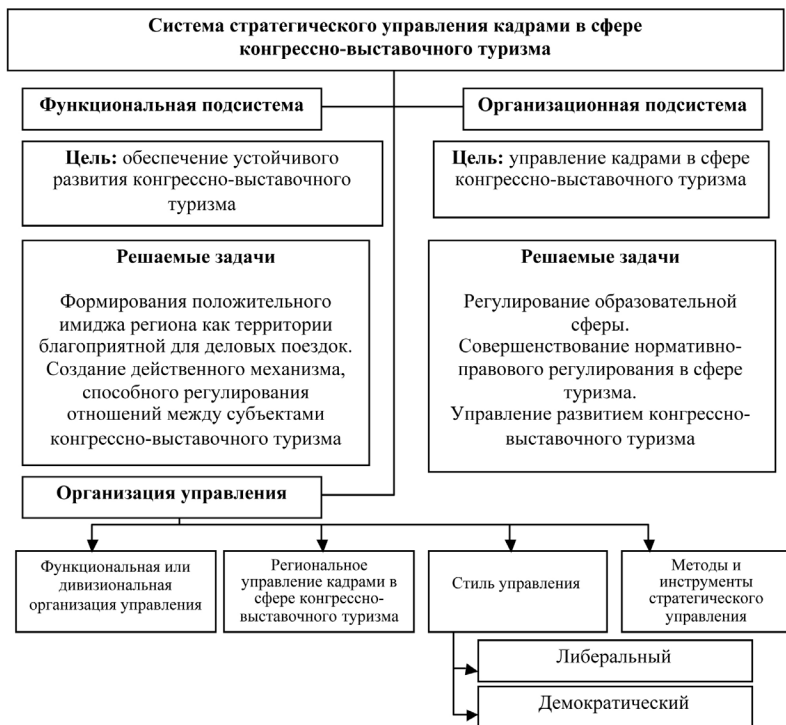 Система стратегического управления кадрами в сфере
конгрессно-выставочного туризма
Функциональная подсистема
Организационная подсистема
Цель: обеспечение устойчивого
развития конгрессно-выставочного
туризма
Цель: управление кадрами в сфере
конгрессно-выставочного туризма
Решаемые задачи
Формирования положительного
имиджа региона как территории
благоприятной для деловых поездок.
Создание действенного механизма,
способного регулирования
отношений между субъектами
конгрессно-выставочного туризма
Решаемые задачи
Регулирование образовательной
сферы.
Совершенствование нормативно-
правового регулирования в сфере
туризма.
Управление развитием конгрессно-
выставочного туризма
Организация управления
Функциональная или
дивизиональная
организация управления
Региональное
управление кадрами в
сфере конгрессно-
выставочного туризма
Стиль управления
Методы и
инструменты
стратегического
управления
Либеральный
Демократический